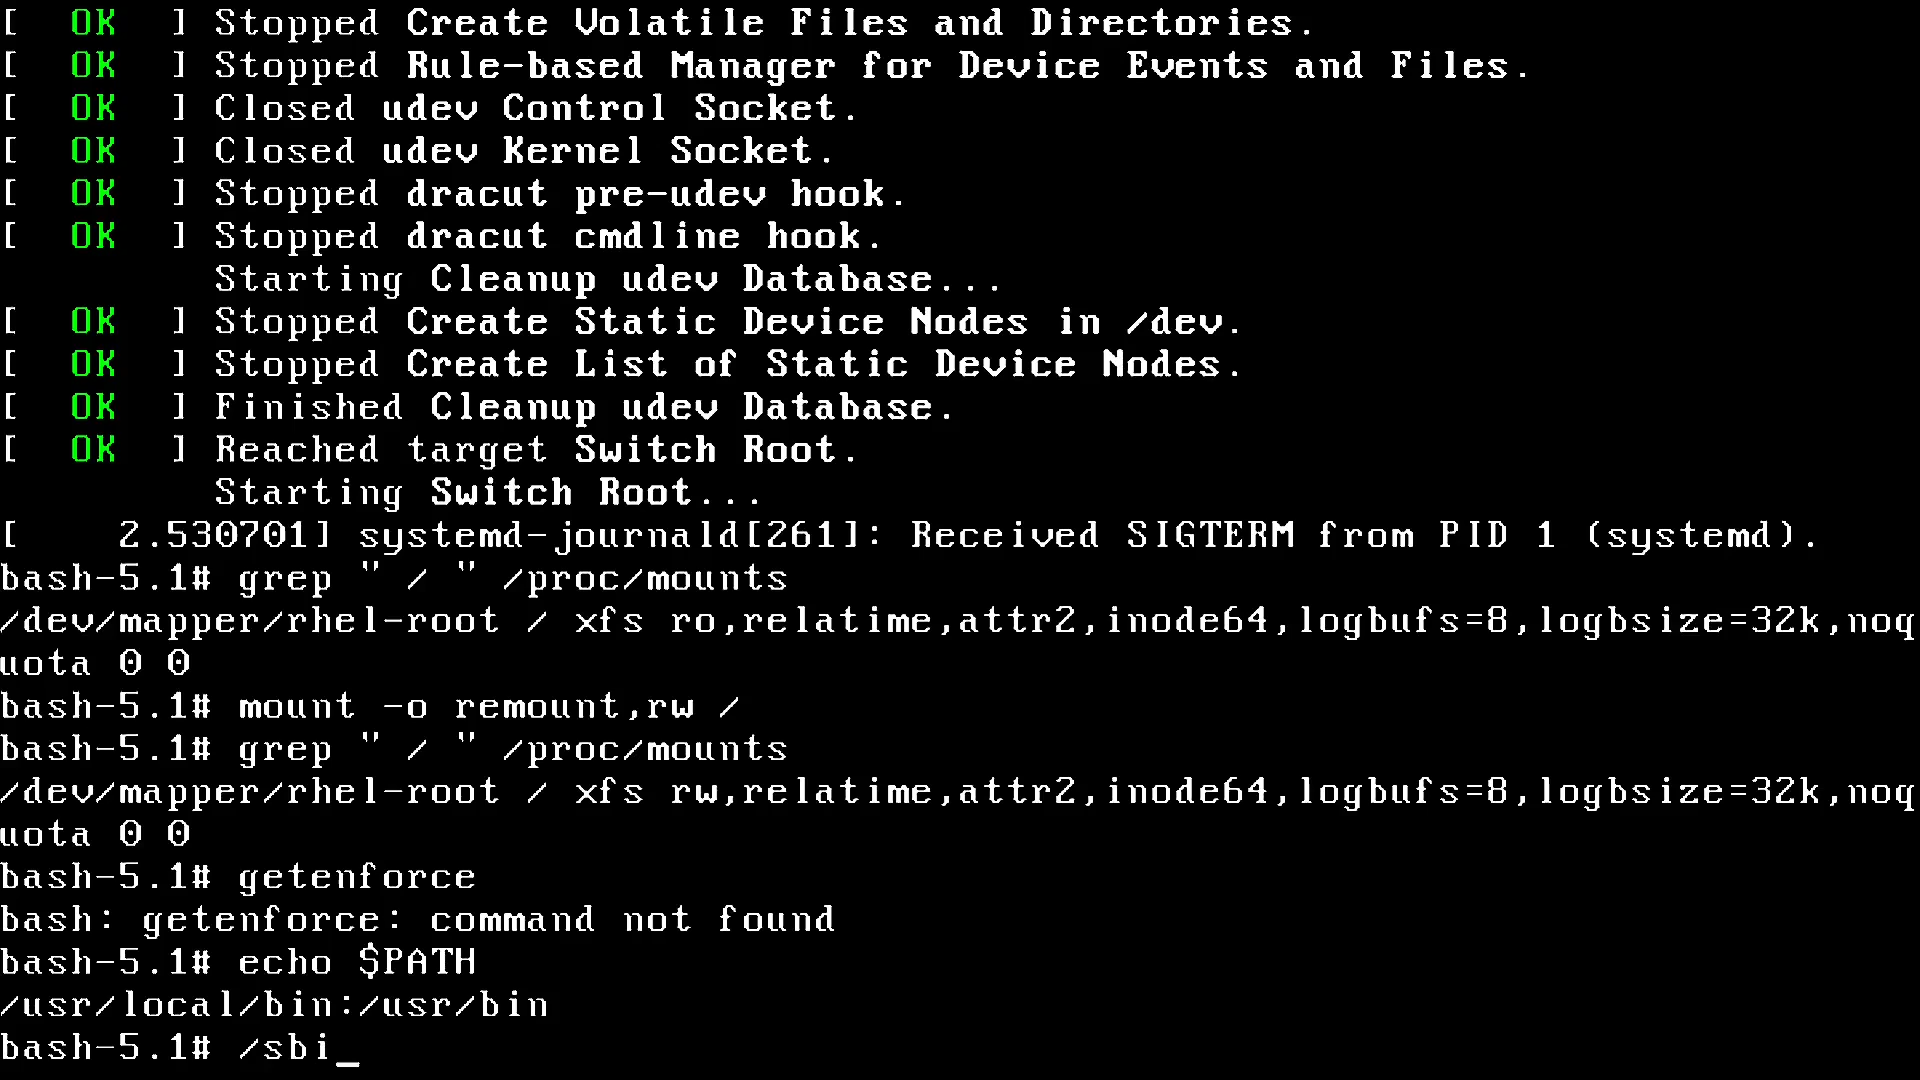 [  OK  ] Stopped Create Volatile Files and Directories.
[  OK  ] Stopped Rule-based Manager for Device Events and Files.
[  OK  ] Closed udev Control Socket.
[  OK  ] Closed udev Kernel Socket.
[  OK  ] Stopped dracut pre-udev hook.
[  OK  ] Stopped dracut cmdline hook.
         Starting Cleanup udev Database...
[  OK  ] Stopped Create Static Device Nodes in /dev.
[  OK  ] Stopped Create List of Static Device Nodes.
[  OK  ] Finished Cleanup udev Database.
[  OK  ] Reached target Switch Root.
         Starting Switch Root...
[    2.530701] systemd-journald[261]: Received SIGTERM from PID 1 (systemd).
bash-5.1# grep " / " /proc/mounts
/dev/mapper/rhel-root / xfs ro,relatime,attr2,inode64,logbufs=8,logbsize=32k,noq
uota 0 0
bash-5.1# mount -o remount,rw /
bash-5.1# grep " / " /proc/mounts
/dev/mapper/rhel-root / xfs rw,relatime,attr2,inode64,logbufs=8,logbsize=32k,noq
uota 0 0
bash-5.1# getenforce
bash: getenforce: command not found
bash-5.1# echo $PATH
/usr/local/bin:/usr/bin
bash-5.1# /sbi_